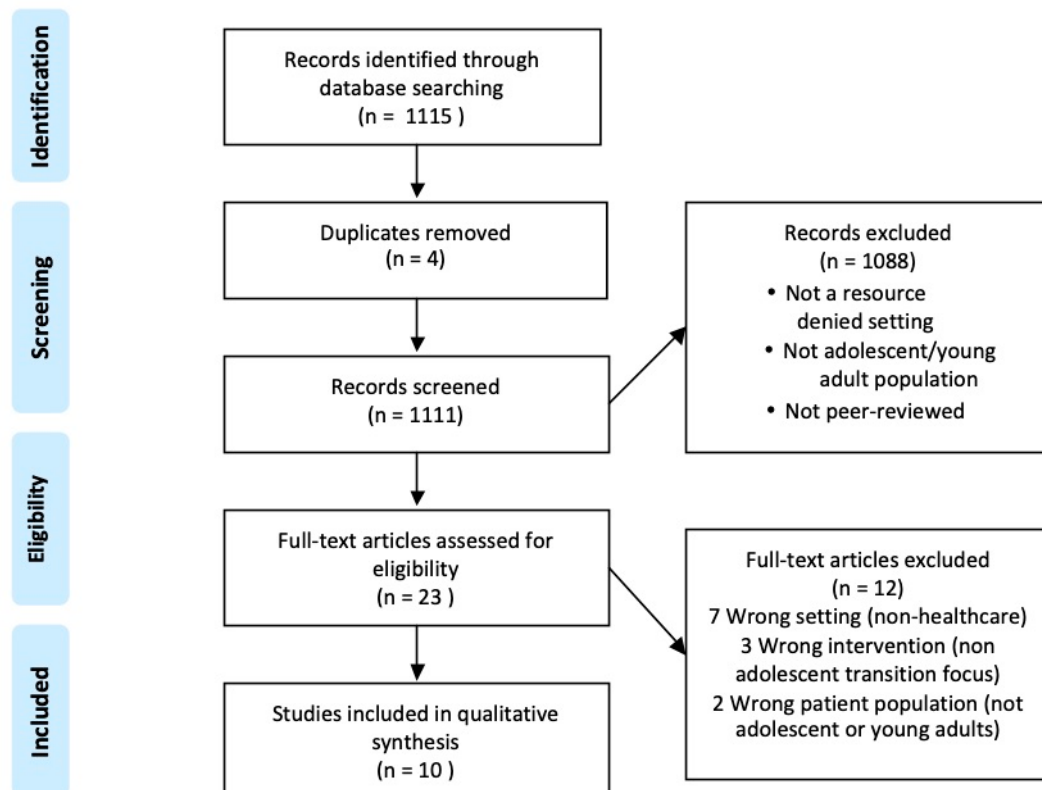 Identification
Records identified through
database searching
(n =  1115 )
Screening
Duplicates removed
(n = 4)
Records excluded
(n = 1088)
• Not a resource
denied setting
• Not adolescent/young
adult population
• Not peer-reviewed
Records screened
(n = 1111)
Eligibility
Full-text articles assessed for
eligibility
(n = 23 )
Full-text articles excluded
(n = 12)
7 Wrong setting (non-healthcare)
3 Wrong intervention (non
adolescent transition focus)
2 Wrong patient population (not
adolescent or young adults)
Included
Studies included in qualitative
synthesis
(n = 10 )